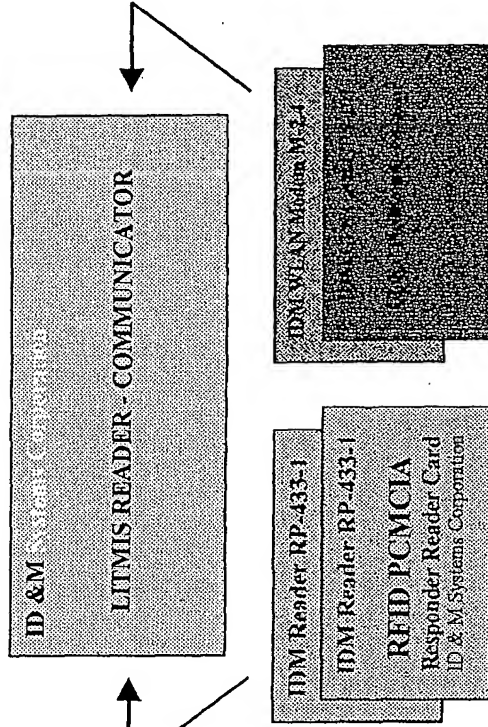 ID &M Systems Corporation
LITMIS READER - COMMUNICATOR
IDM Reader RP-433-1
IDM Reader RP-433-1
RFID PCMCIA
Responder Reader Card
ID & M Systems Corporation
IDM WLAN Modem M-2.4